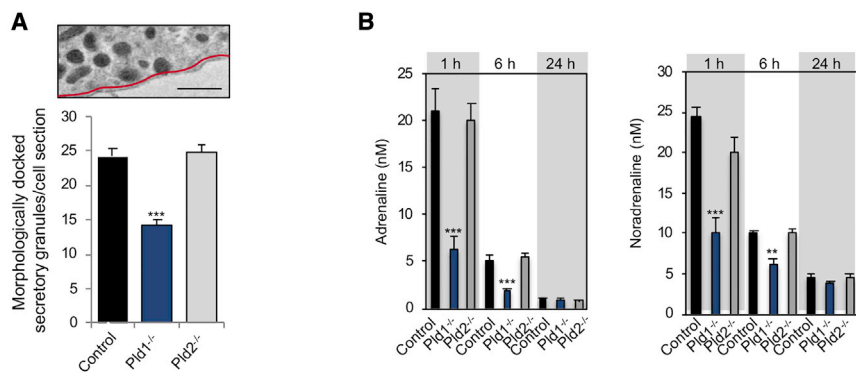 A
Morphologically docked
secretory granules/cell section
30
25
20
15
10
5
0
***
Control
Pld1-/-
Pld2-/-
B
1 h
6 h
24 h
Adrenaline (nM)
25
20
15
10
5
0
***
***
Control
Pld1-/-
Pld2-/-
Control
Pld1-/-
Pld2-/-
Control
Pld1-/-
Pld2-/-
1 h
6 h
24 h
Noradrenaline (nM)
30
25
20
15
10
5
0
***
**
Control
Pld1-/-
Pld2-/-
Control
Pld1-/-
Pld2-/-
Control
Pld1-/-
Pld2-/-